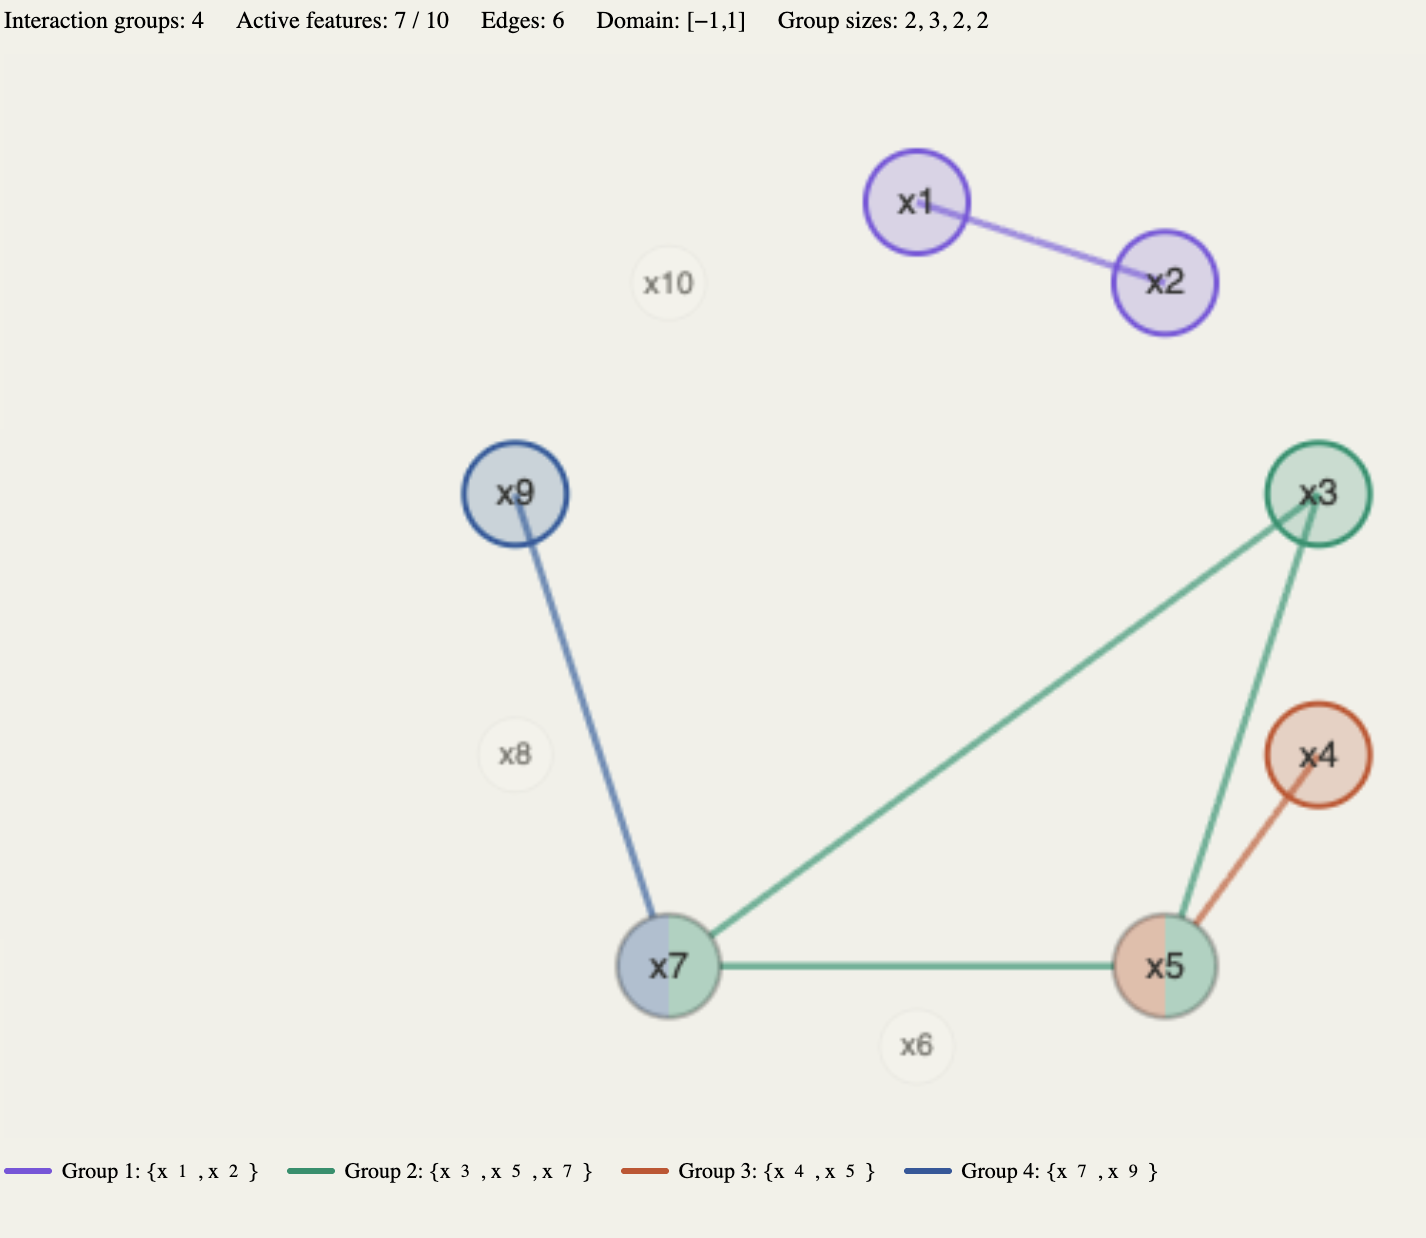 Interaction groups: 4 Active features: 7 / 10 Edges: 6 Domain: [−1,1] Group sizes: 2, 3, 2, 2
x1
x2
x10
x9
x3
x8
x4
x7
x5
x6
Group 1: {x 1 , x 2 } Group 2: {x 3 , x 5 , x 7 } Group 3: {x 4 , x 5 } Group 4: {x 7 , x 9 }